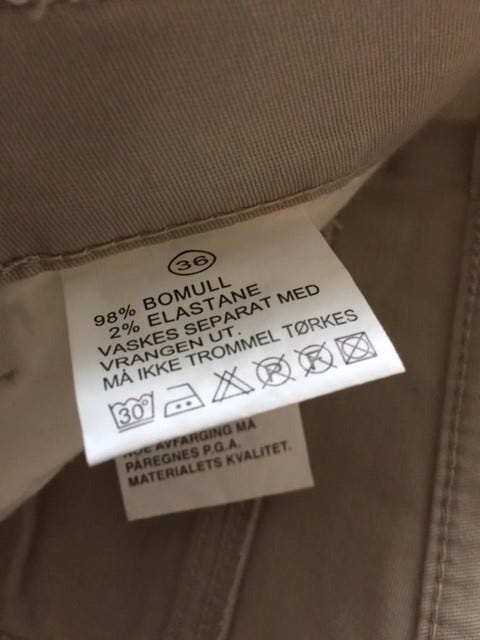 36
98% BOMULL
2% ELASTANE
VASKES SEPARAT MED
VRANGEN UT.
MÅ IKKE TROMMEL TØRKES
30°
P F
NOE AVFARGING MÅ
PÅREGNES P.G.A.
MATERIALETS KVALITET.